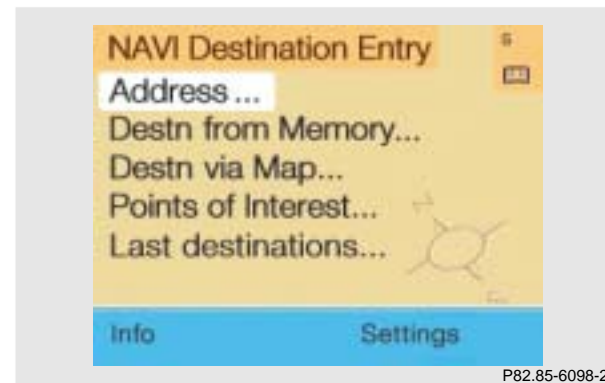 NAVI Destination Entry
Address ...
Destn from Memory...
Destn via Map...
Points of Interest...
Last destinations...
Info Settings
P82.85-6098-2